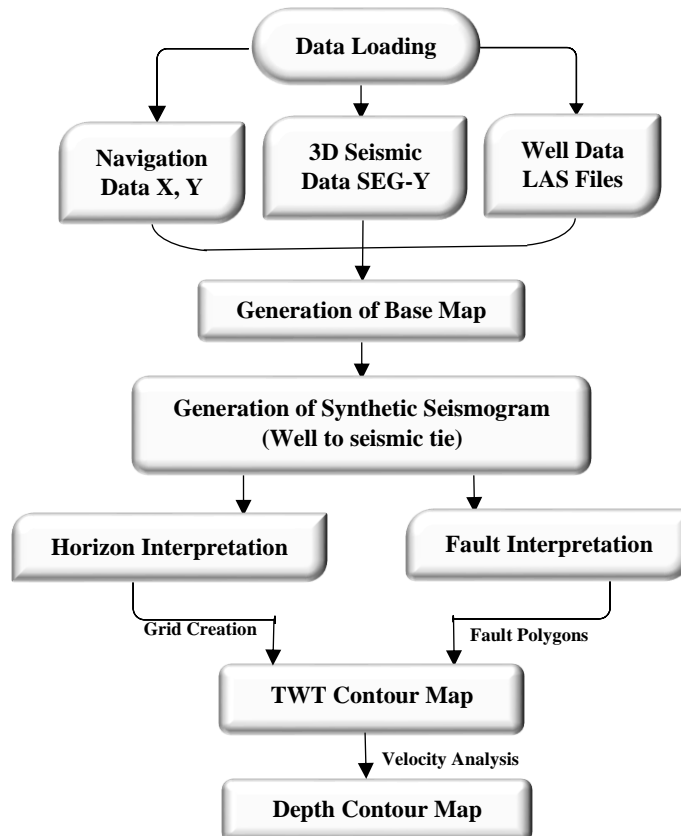 Data Loading
Navigation
Data X, Y
3D Seismic
Data SEG-Y
Well Data
LAS Files
Generation of Base Map
Generation of Synthetic Seismogram
(Well to seismic tie)
Horizon Interpretation
Fault Interpretation
Grid Creation
Fault Polygons
TWT Contour Map
Velocity Analysis
Depth Contour Map